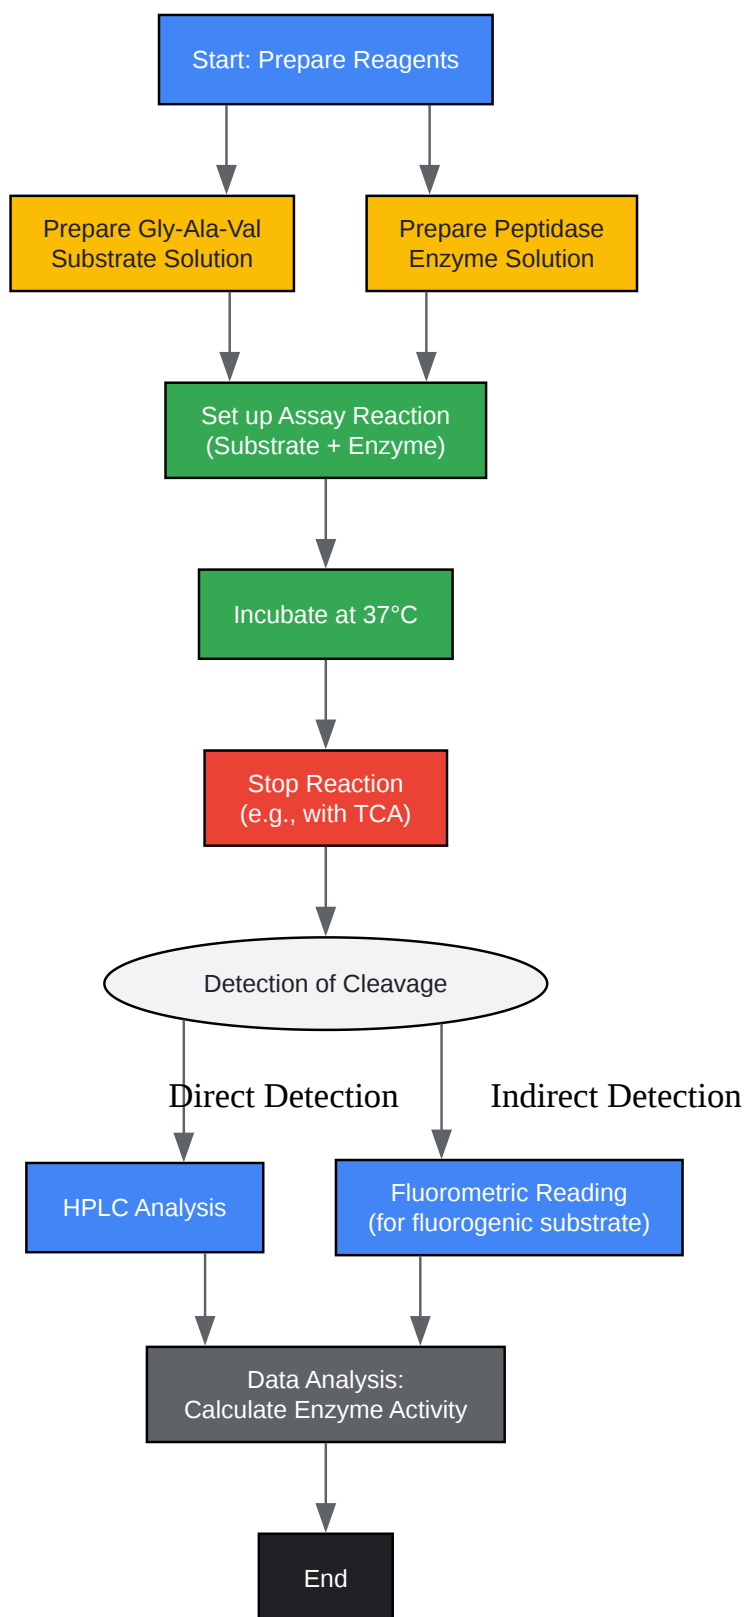 Start: Prepare Reagents
Prepare Gly-Ala-Val
Substrate Solution
Prepare Peptidase
Enzyme Solution
Set up Assay Reaction
(Substrate + Enzyme)
Incubate at 37°C
Stop Reaction
(e.g., with TCA)
Detection of Cleavage
Direct Detection
Indirect Detection
HPLC Analysis
Fluorometric Reading
(for fluorogenic substrate)
Data Analysis:
Calculate Enzyme Activity
End